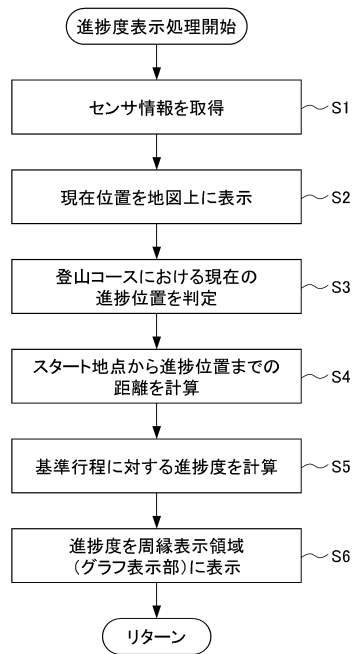 進捗度表示処理開始
センサ情報を取得
S1
現在位置を地図上に表示
S2
登山コースにおける現在の
進捗位置を判定
S3
スタート地点から進捗位置までの
距離を計算
S4
基準行程に対する進捗度を計算
S5
進捗度を周縁表示領域
(グラフ表示部)に表示
S6
リターン